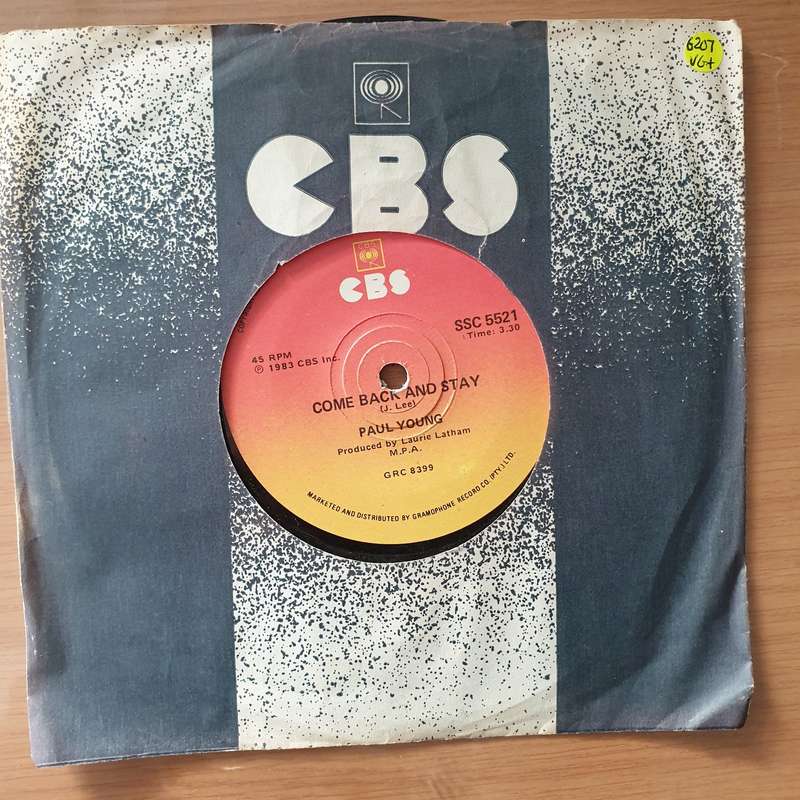 6207
VG+
CBS
CBS
SSC 5521
Time: 3.30
45 RPM
℗ 1983 CBS Inc.
COME BACK AND STAY
(J. Lee)
PAUL YOUNG
Produced by Laurie Latham
M.P.A.
GRC 8399
MARKETED AND DISTRIBUTED BY GRAMOPHONE RECORD CO. (PTY.) LTD.